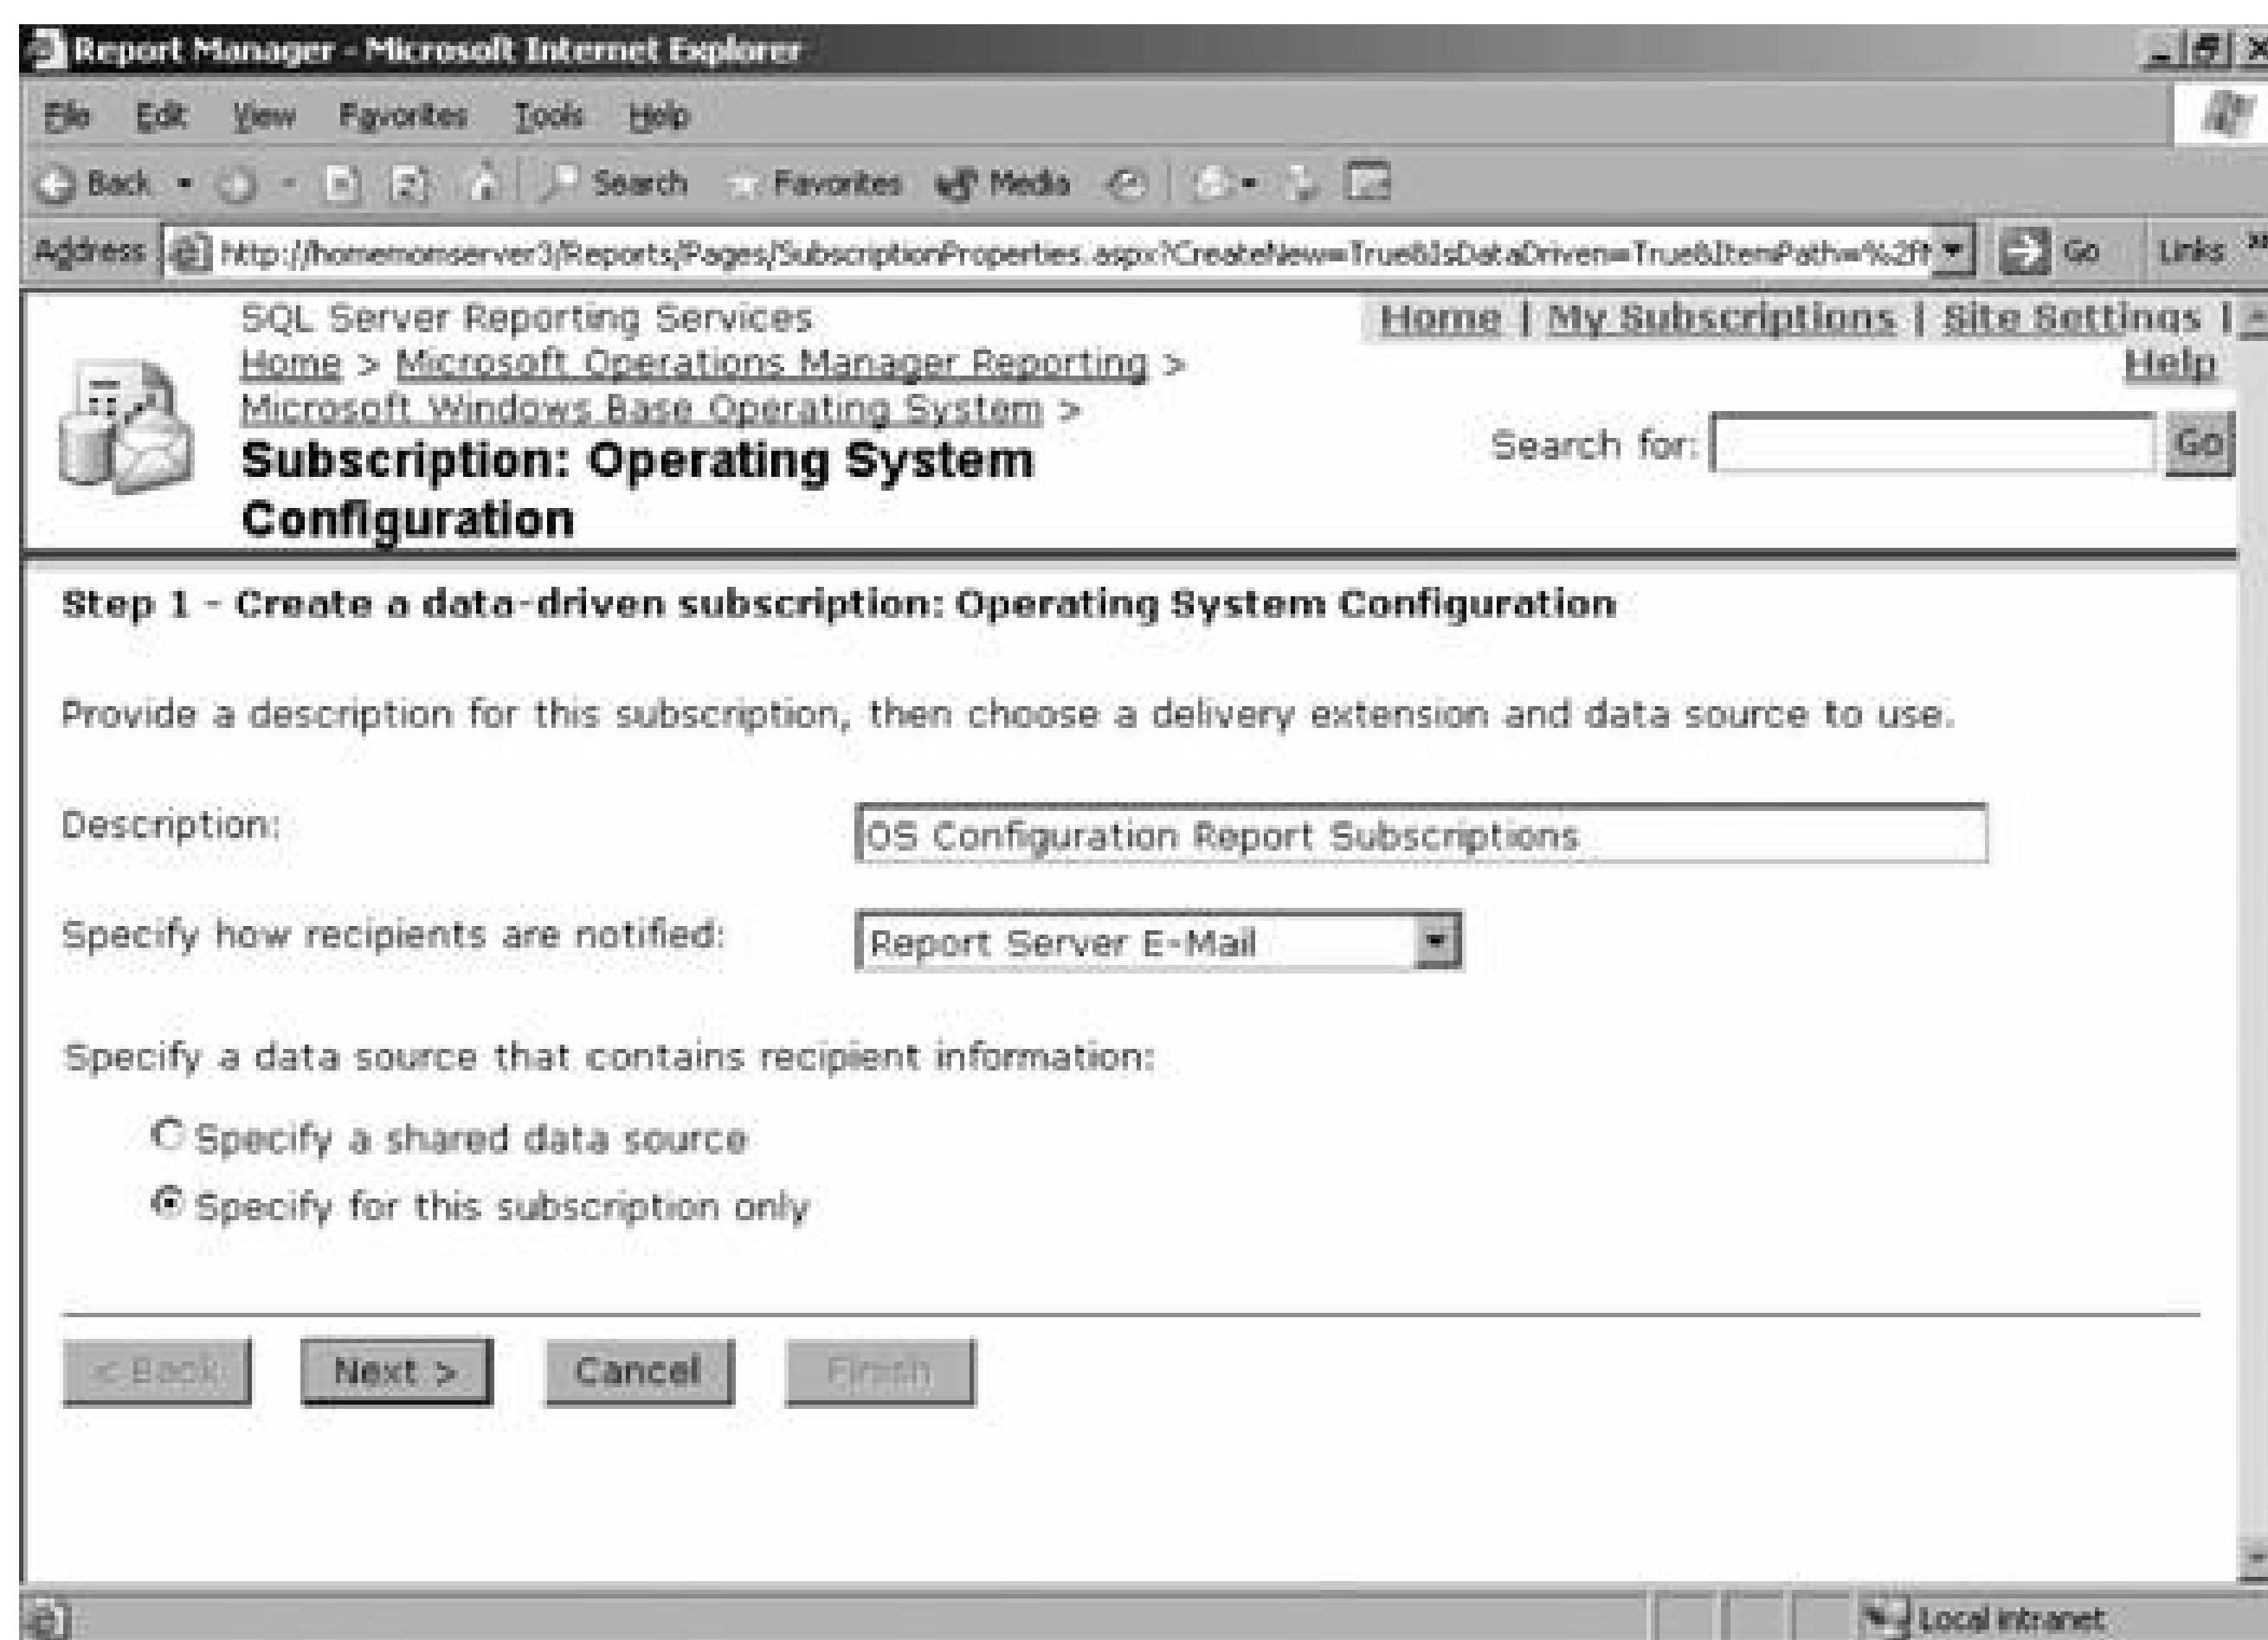 Report Manager - Microsoft Internet Explorer
File Edit View Favorites Tools Help
Back Search Favorites Media
Address http://homemomserver3/Reports/Pages/SubscriptionProperties.aspx?CreateNew=True&IsDataDriven=True&ItemPath=%2f Go Links
SQL Server Reporting Services
Home | My Subscriptions | Site Settings |
Help
Home > Microsoft Operations Manager Reporting >
Microsoft Windows Base Operating System >
Subscription: Operating System
Configuration
Search for: Go
Step 1 - Create a data-driven subscription: Operating System Configuration
Provide a description for this subscription, then choose a delivery extension and data source to use.
Description: OS Configuration Report Subscriptions
Specify how recipients are notified: Report Server E-Mail
Specify a data source that contains recipient information:
Specify a shared data source
Specify for this subscription only
< Back Next > Cancel Finish
Local intranet